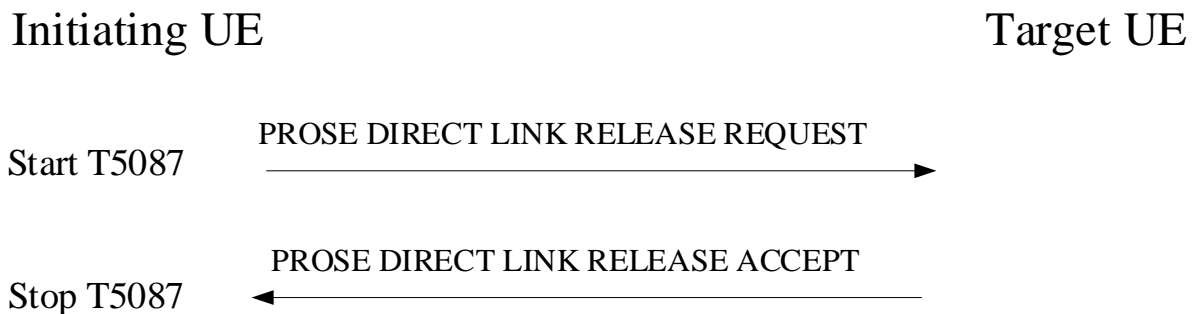 Initiating UE
Target UE
PROSE DIRECT LINK RELEASE REQUEST
Start T5087
PROSE DIRECT LINK RELEASE ACCEPT
Stop T5087